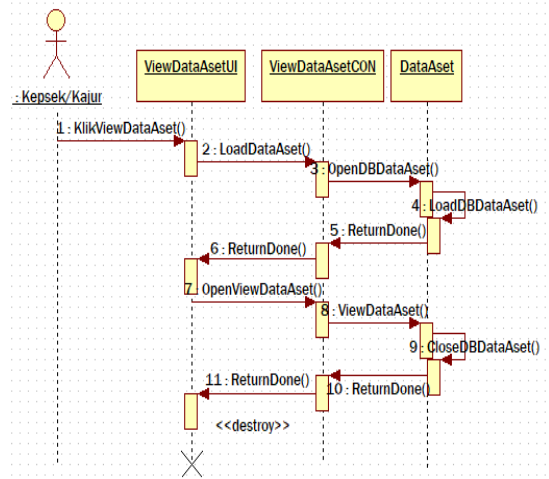 ViewDataAsetUI
ViewDataAsetCON
DataAset
: Kepsek/Kajur
1 : KlikViewDataAset()
2 : LoadDataAset()
3 : OpenDBDataAset()
4 : LoadDBDataAset()
5 : ReturnDone()
6 : ReturnDone()
7 : OpenViewDataAset()
8 : ViewDataAset()
9 : CloseDBDataAset()
10 : ReturnDone()
11 : ReturnDone()
<<destroy>>